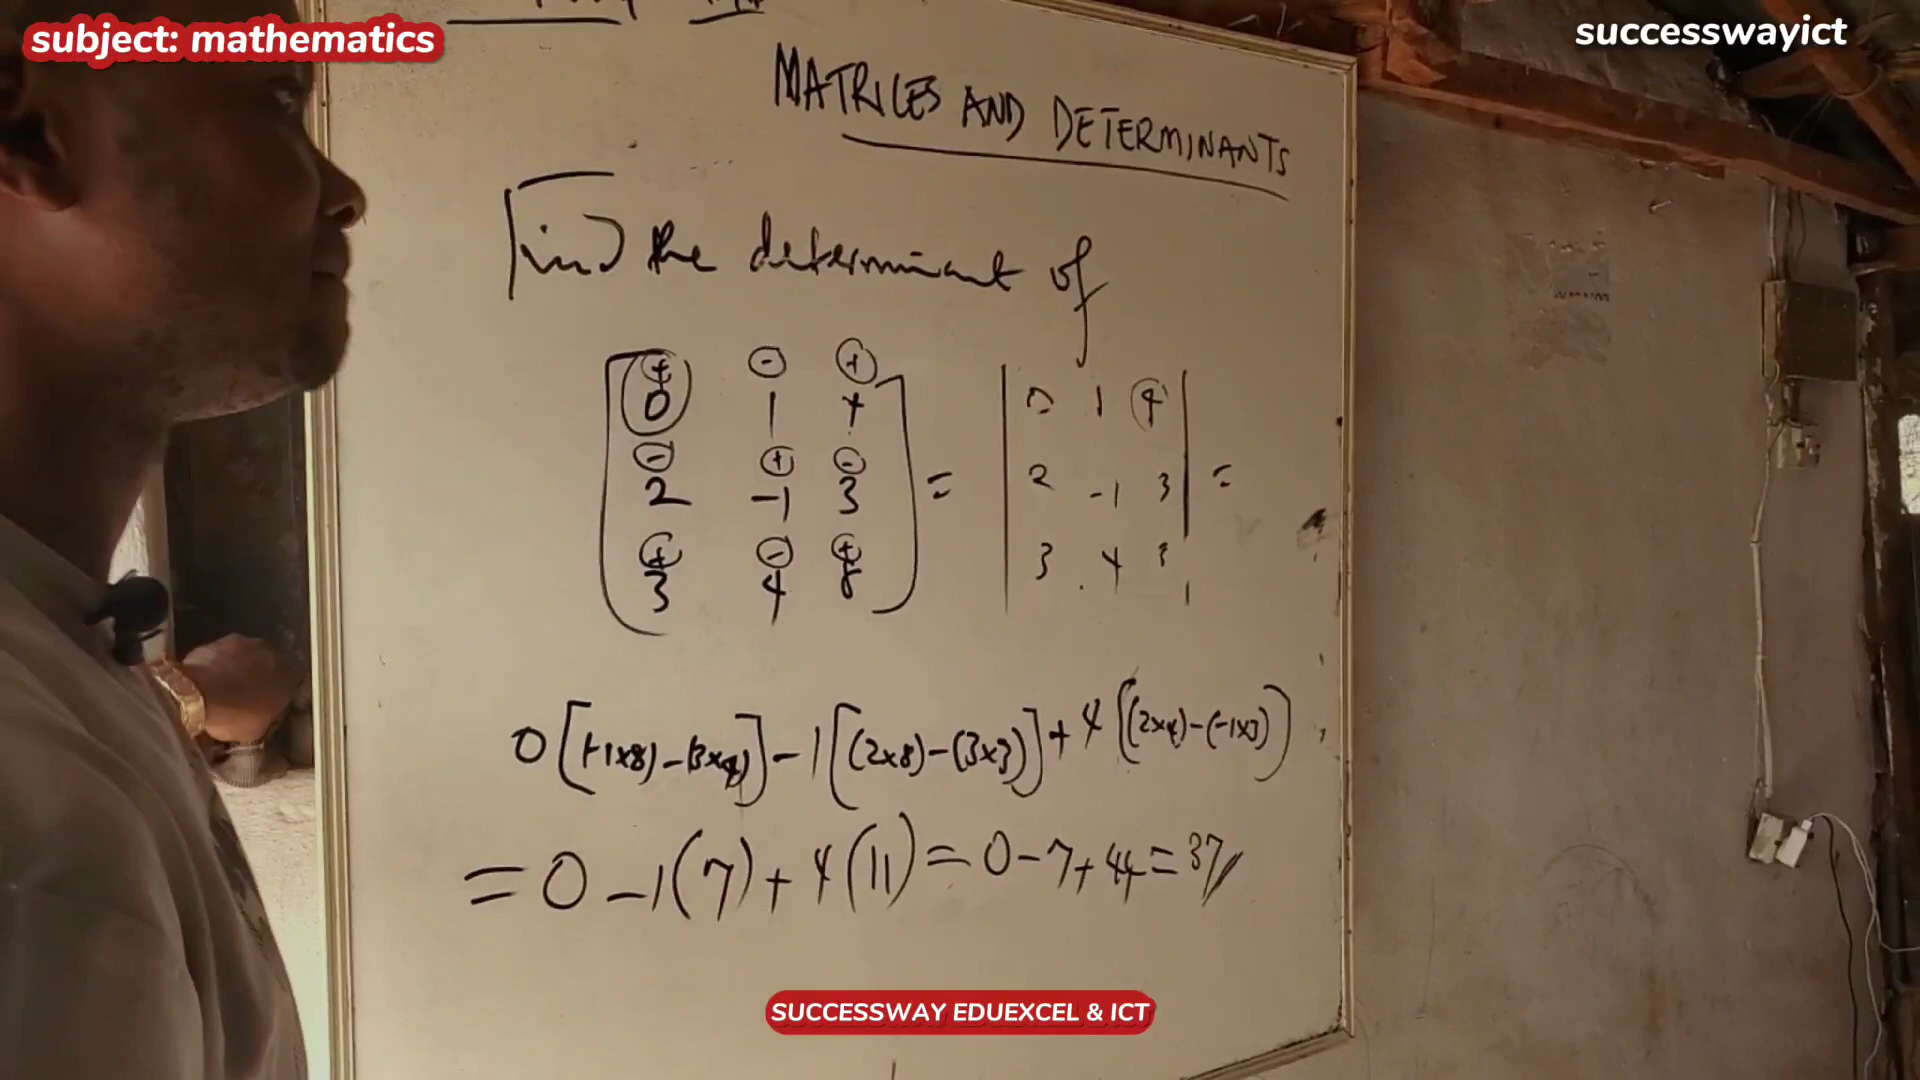 subject: mathematics
successwayict
MATRICES AND DETERMINANTS
Find the determinant of
+ - +
0 1 4
- + -
2 -1 3
+ - +
3 4 8
=
0 1 4
2 -1 3
3 4 3
=
0[(-1x8)-(3x4)]-1[(2x8)-(3x3)]+4[(2x4)-(-1x3)]
=0-1(7)+4(11)=0-7+44=37//
SUCCESSWAY EDUEXCEL & ICT